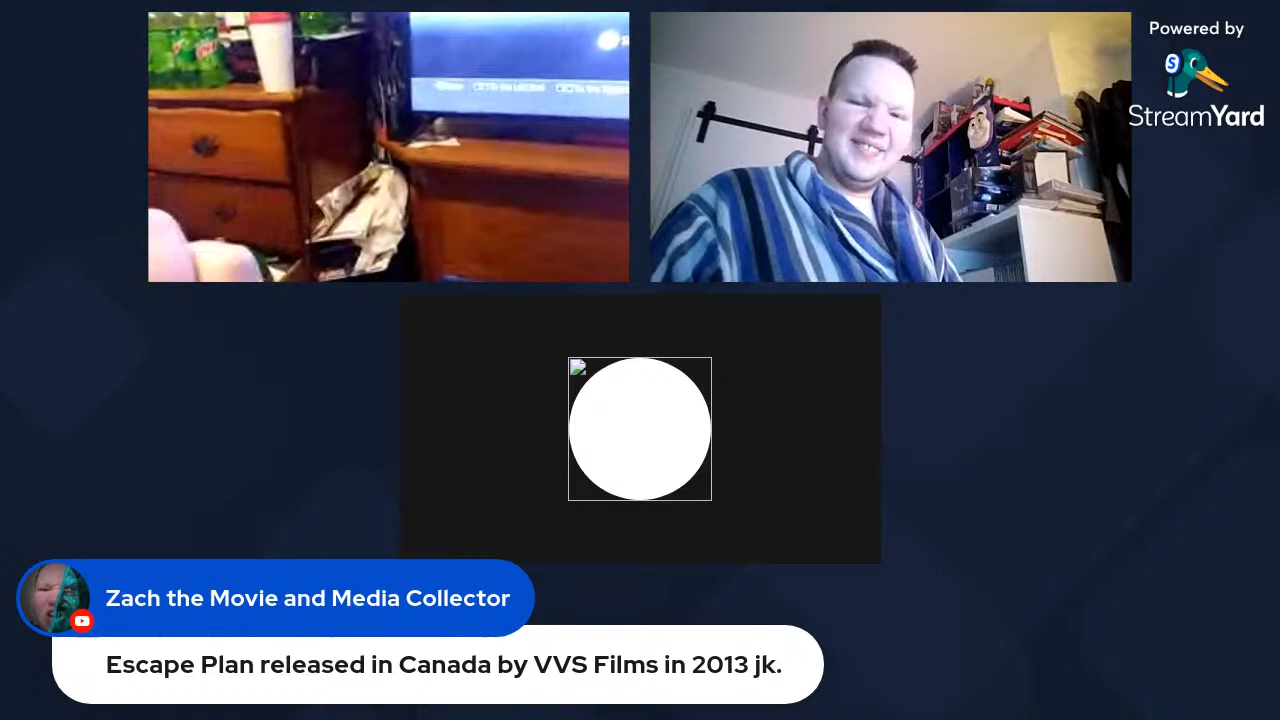 Powered by
StreamYard
Zach the Movie and Media Collector
Escape Plan released in Canada by VVS Films in 2013 jk.